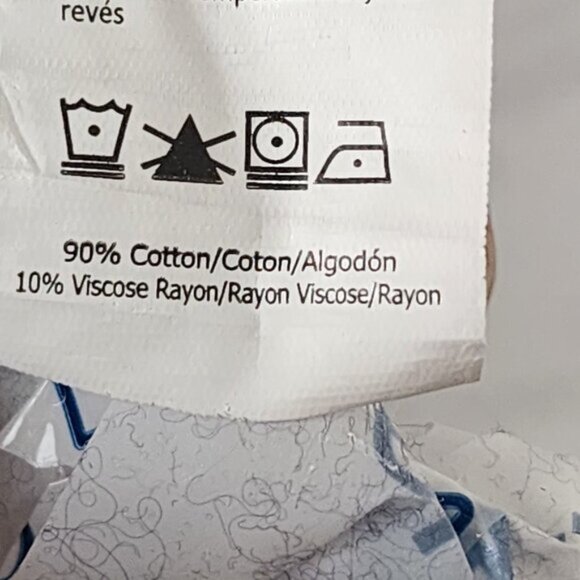 revés
90% Cotton/Coton/Algodón
10% Viscose Rayon/Rayon Viscose/Rayon